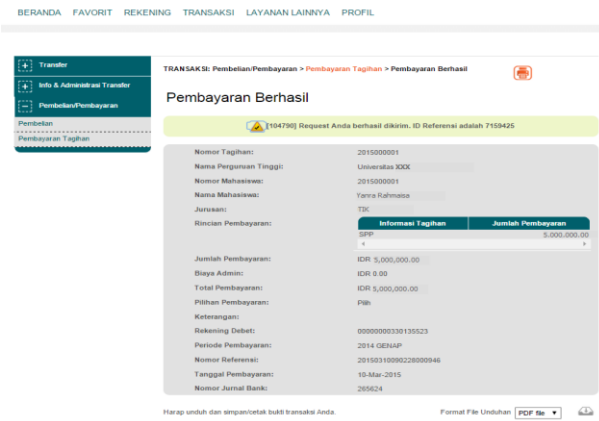 BERANDA FAVORIT REKENING TRANSAKSI LAYANAN LAINNYA PROFIL
[+] Transfer
[+] Info & Administrasi Transfer
[−] Pembelian/Pembayaran
Pembelian
Pembayaran Tagihan
TRANSAKSI: Pembelian/Pembayaran > Pembayaran Tagihan > Pembayaran Berhasil
Pembayaran Berhasil
[104790] Request Anda berhasil dikirim. ID Referensi adalah 7159425
Nomor Tagihan: 2015000001
Nama Perguruan Tinggi: Universitas XXX
Nomor Mahasiswa: 2015000001
Nama Mahasiswa: Yanra Rahmaisa
Jurusan: TIK
Rincian Pembayaran: Informasi Tagihan Jumlah Pembayaran
SPP 5.000.000.00
Jumlah Pembayaran: IDR 5,000,000.00
Biaya Admin: IDR 0.00
Total Pembayaran: IDR 5,000,000.00
Pilihan Pembayaran: Pilih
Keterangan:
Rekening Debet: 00000000330135523
Periode Pembayaran: 2014 GENAP
Nomor Referensi: 20150310090228000946
Tanggal Pembayaran: 10-Mar-2015
Nomor Jurnal Bank: 265624
Harap unduh dan simpan/cetak bukti transaksi Anda. Format File Unduhan PDF file